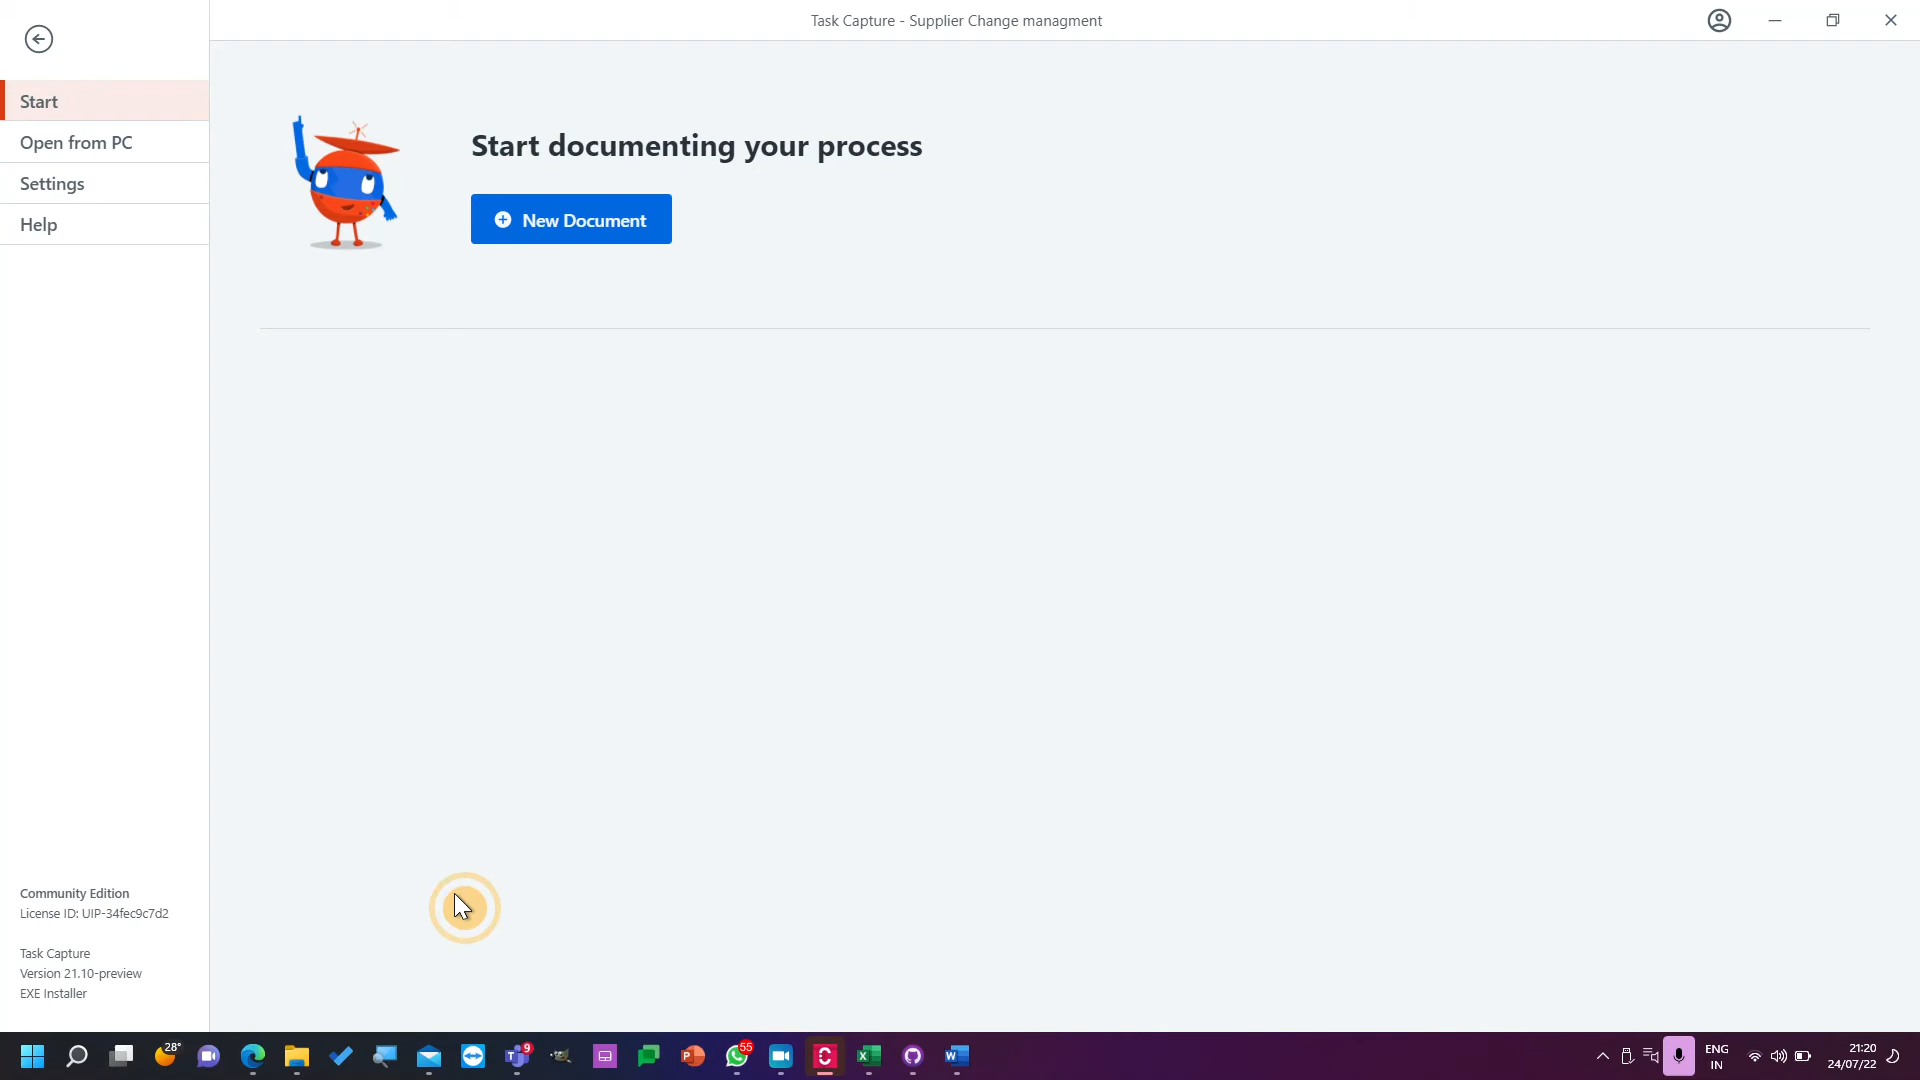 Task Capture - Supplier Change managment
Start
Open from PC
Settings
Help
Start documenting your process
New Document
Community Edition
License ID: UIP-34fec9c7d2
Task Capture
Version 21.10-preview
EXE Installer
28°
9
55
ENG
IN
21:20
24/07/22